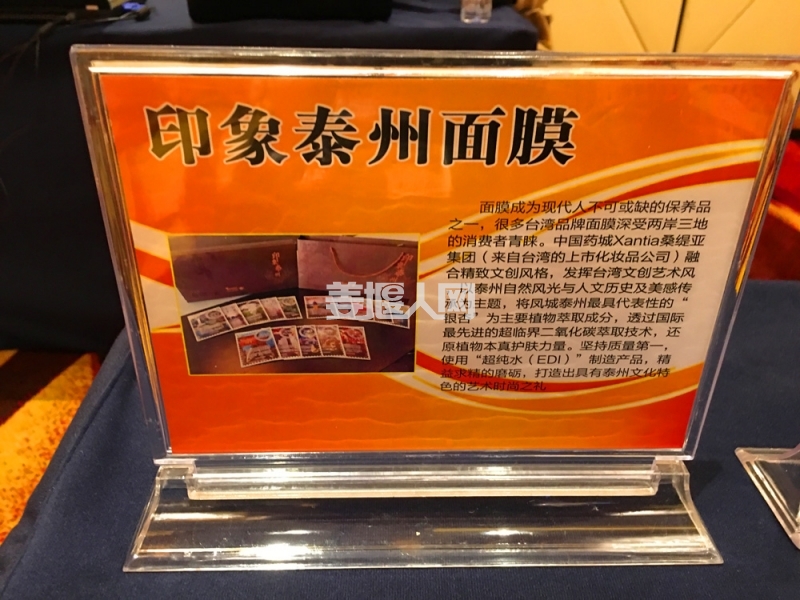 印象泰州面膜
面膜成为现代人不可或缺的保养品
之一，很多台湾品牌面膜深受两岸三地
的消费者青睐。中国药城Xantia桑缇亚
集团（来自台湾的上市化妆品公司）融
合精致文创风格，发挥台湾文创艺术风
泰州自然风光与人文历史及美感传
为主题，将凤城泰州最具代表性的“
银杏”为主要植物萃取成分，透过国际
最先进的超临界二氧化碳萃取技术，还
原植物本真护肤力量。坚持质量第一，
使用“超纯水（EDI）”制造产品，精
益求精的磨砺，打造出具有泰州文化特
色的艺术时尚之礼
印象泰州
姜堰人网